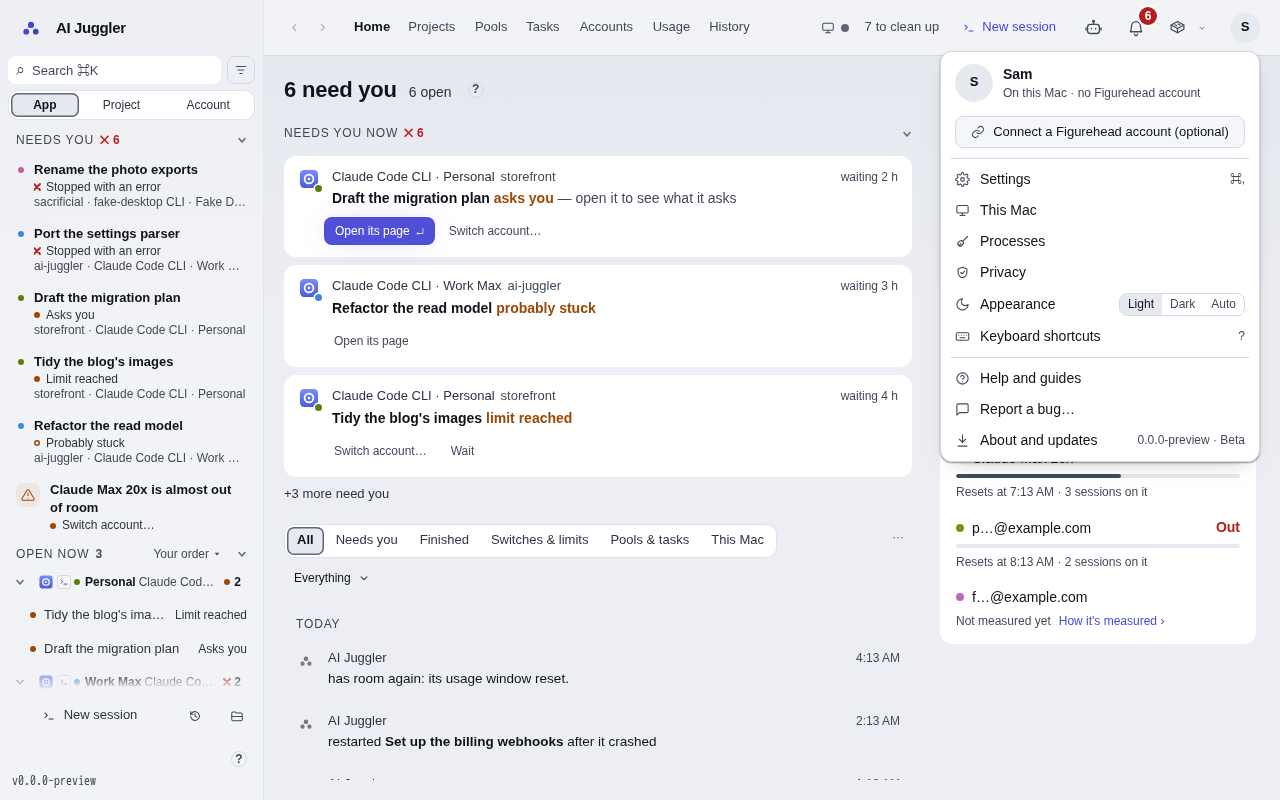 AI Juggler
Search ⌘K
App
Project
Account
NEEDS YOU 6
Rename the photo exports
Stopped with an error
sacrificial · fake-desktop CLI · Fake D…
Port the settings parser
Stopped with an error
ai-juggler · Claude Code CLI · Work …
Draft the migration plan
Asks you
storefront · Claude Code CLI · Personal
Tidy the blog's images
Limit reached
storefront · Claude Code CLI · Personal
Refactor the read model
Probably stuck
ai-juggler · Claude Code CLI · Work …
Claude Max 20x is almost out
of room
Switch account…
OPEN NOW 3
Your order
Personal Claude Cod… 2
Tidy the blog's ima… Limit reached
Draft the migration plan Asks you
Work Max Claude Co… 2
New session
?
v0.0.0-preview
Home
Projects
Pools
Tasks
Accounts
Usage
History
7 to clean up
New session
6
S
6 need you 6 open ?
NEEDS YOU NOW 6
Claude Code CLI · Personal storefront waiting 2 h
Draft the migration plan asks you — open it to see what it asks
Open its page
Switch account…
Claude Code CLI · Work Max ai-juggler waiting 3 h
Refactor the read model probably stuck
Open its page
Claude Code CLI · Personal storefront waiting 4 h
Tidy the blog's images limit reached
Switch account…
Wait
+3 more need you
All
Needs you
Finished
Switches & limits
Pools & tasks
This Mac
…
Everything
TODAY
AI Juggler 4:13 AM
has room again: its usage window reset.
AI Juggler 2:13 AM
restarted Set up the billing webhooks after it crashed
S
Sam
On this Mac · no Figurehead account
Connect a Figurehead account (optional)
Settings ⌘,
This Mac
Processes
Privacy
Appearance
Light
Dark
Auto
Keyboard shortcuts ?
Help and guides
Report a bug…
About and updates 0.0.0-preview · Beta
Resets at 7:13 AM · 3 sessions on it
p…@example.com Out
Resets at 8:13 AM · 2 sessions on it
f…@example.com
Not measured yet How it's measured ›